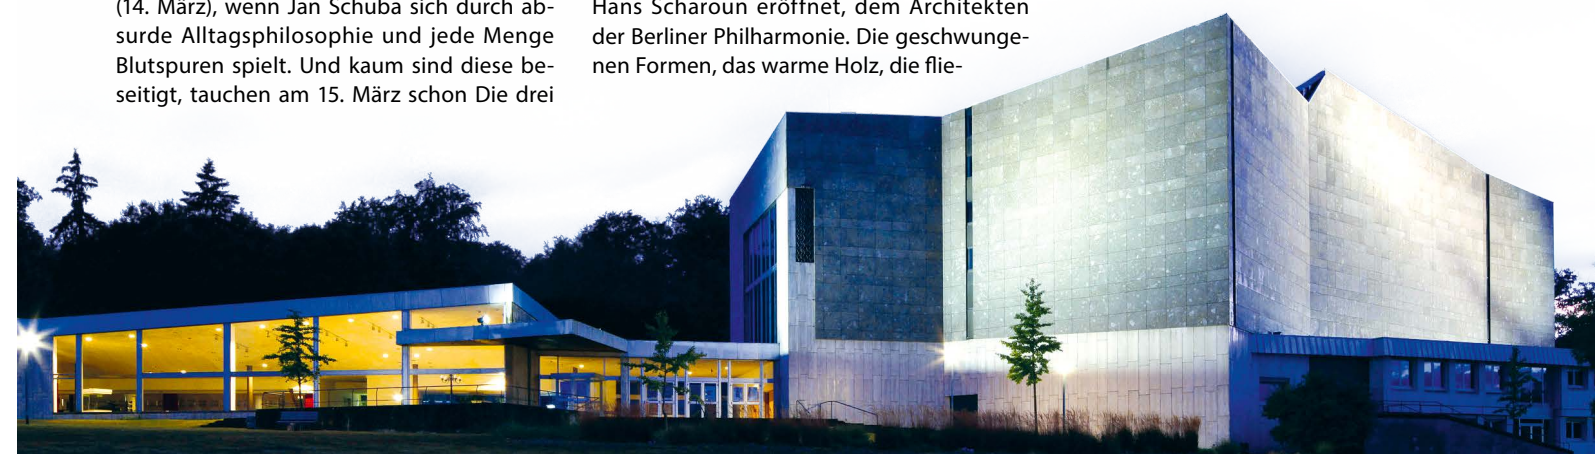 (14. März), wenn Jan Schuba sich durch ab-
surde Alltagsphilosophie und jede Menge
Blutspuren spielt. Und kaum sind diese be-
seitigt, tauchen am 15. März schon Die drei
Hans Scharoun eröffnet, dem Architekten
der Berliner Philharmonie. Die geschwunge-
nen Formen, das warme Holz, die flie-